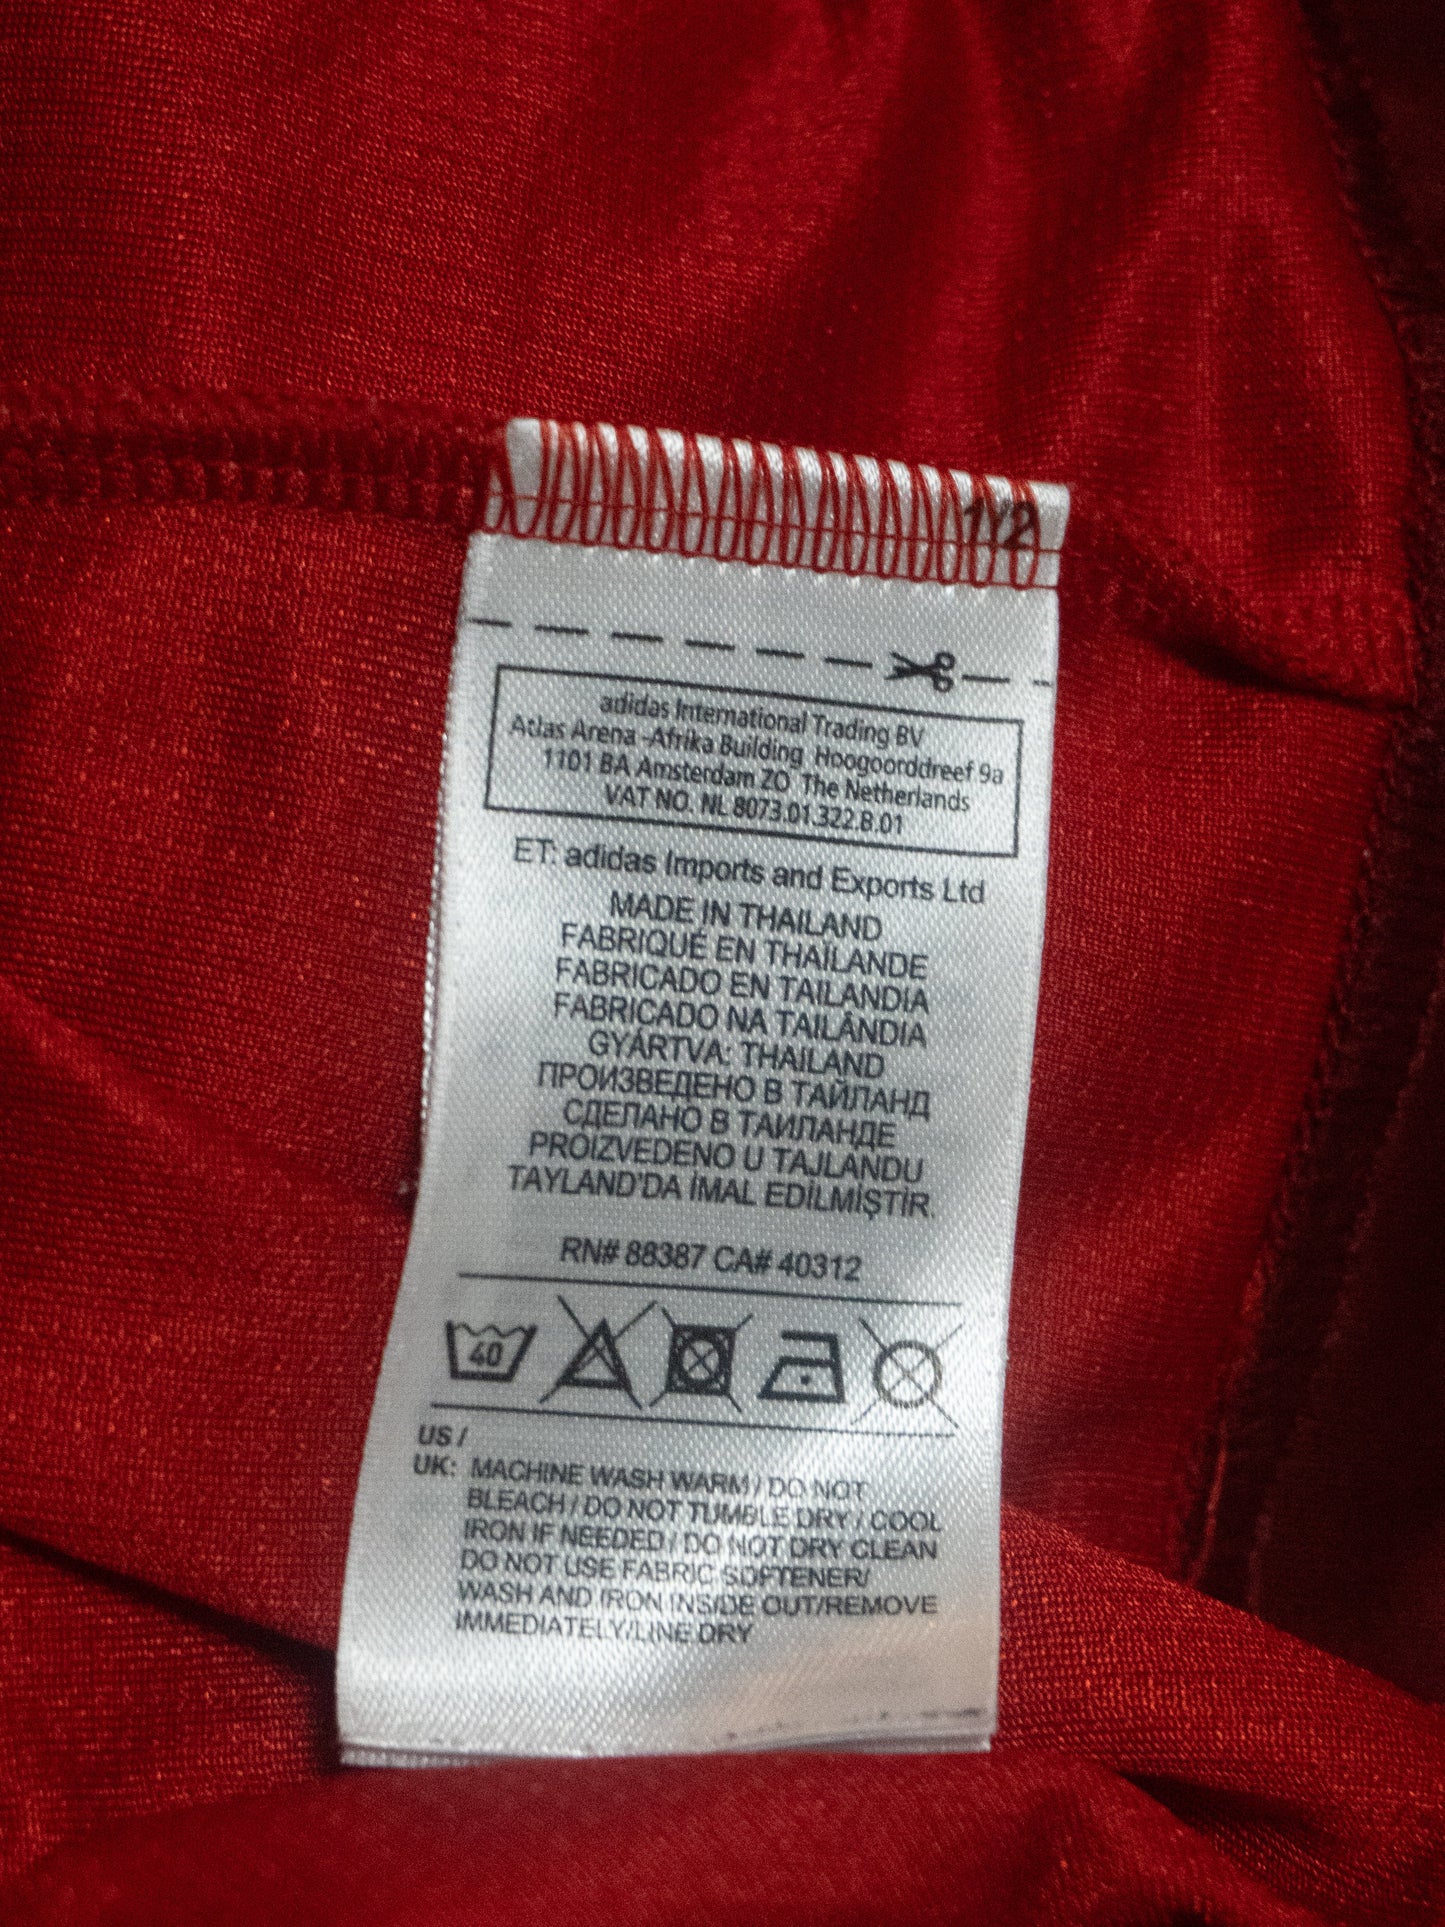 1Y2
adidas International Trading BV
Atlas Arena -Afrika Building Hoogoorddreef 9a
1101 BA Amsterdam ZO The Netherlands
VAT NO. NL 8073.01.322.B.01
ET: adidas Imports and Exports Ltd
MADE IN THAILAND
FABRIQUÉ EN THAÏLANDE
FABRICADO EN TAILANDIA
FABRICADO NA TAILÂNDIA
GYÁRTVA: THAILAND
ПРОИЗВЕДЕНО В ТАЙЛАНД
СДЕЛАНО В ТАИЛАНДЕ
PROIZVEDENO U TAJLANDU
TAYLAND'DA İMAL EDİLMİŞTİR.
RN# 88387 CA# 40312
40
US /
UK: MACHINE WASH WARM / DO NOT
BLEACH / DO NOT TUMBLE DRY / COOL
IRON IF NEEDED / DO NOT DRY CLEAN
DO NOT USE FABRIC SOFTENER/
WASH AND IRON INSIDE OUT/REMOVE
IMMEDIATELY/LINE DRY